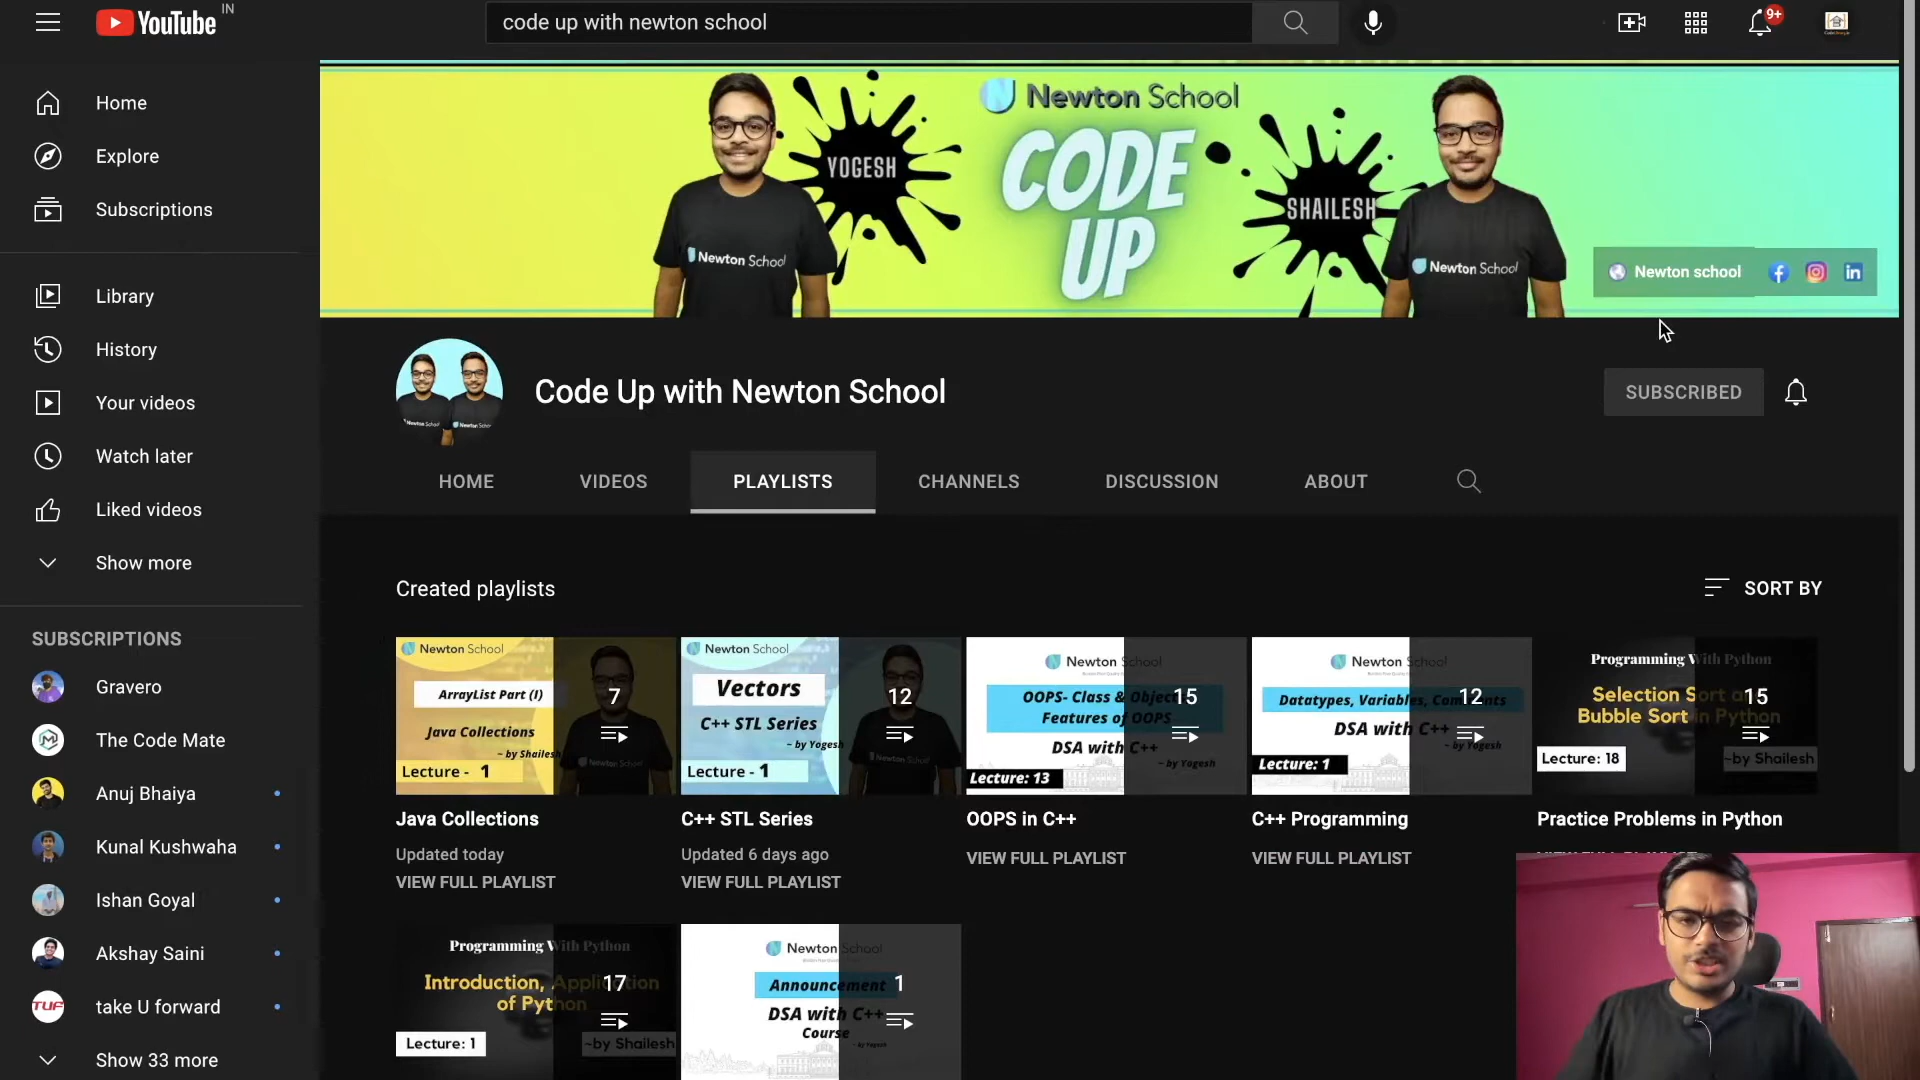 YouTube IN
code up with newton school
9+
Home
Explore
Subscriptions
Library
History
Your videos
Watch later
Liked videos
Show more
SUBSCRIPTIONS
Gravero
The Code Mate
Anuj Bhaiya
Kunal Kushwaha
Ishan Goyal
Akshay Saini
TUF
take U forward
Show 33 more
Newton School
CODE
UP
YOGESH
SHAILESH
Newton School
Newton School
Newton school
Code Up with Newton School
SUBSCRIBED
HOME
VIDEOS
PLAYLISTS
CHANNELS
DISCUSSION
ABOUT
Created playlists
SORT BY
Newton School
ArrayList Part (I)
Java Collections
~ by Shailesh
Lecture - 1
7
Java Collections
Updated today
VIEW FULL PLAYLIST
Newton School
Vectors
C++ STL Series
~ by Yogesh
Lecture - 1
12
C++ STL Series
Updated 6 days ago
VIEW FULL PLAYLIST
Newton School
OOPS- Class & Object
Features of OOPS
DSA with C++
~ by Yogesh
Lecture: 13
15
OOPS in C++
VIEW FULL PLAYLIST
Newton School
Datatypes, Variables, Comments
DSA with C++
~ by Yogesh
Lecture: 1
12
C++ Programming
VIEW FULL PLAYLIST
Programming With Python
Selection Sort and
Bubble Sort in Python
Lecture: 18
~by Shailesh
15
Practice Problems in Python
Programming With Python
Introduction, Application
of Python
Lecture: 1
~by Shailesh
17
Newton School
Announcement
DSA with C++
Course
~ by Yogesh
1